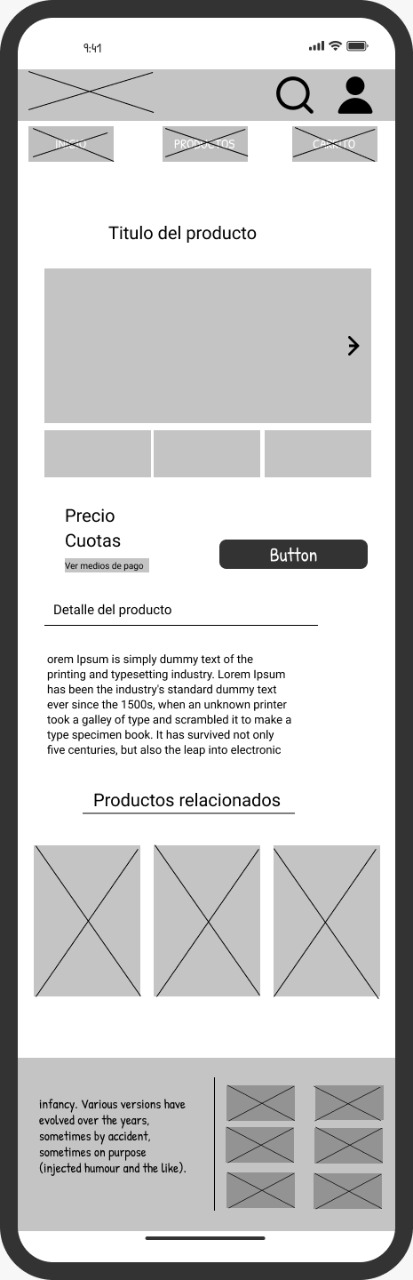 9:41
INICIO
PRODUCTOS
CARRITO
Titulo del producto
Precio
Cuotas
Ver medios de pago
Button
Detalle del producto
orem Ipsum is simply dummy text of the
printing and typesetting industry. Lorem Ipsum
has been the industry's standard dummy text
ever since the 1500s, when an unknown printer
took a galley of type and scrambled it to make a
type specimen book. It has survived not only
five centuries, but also the leap into electronic
Productos relacionados
infancy. Various versions have
evolved over the years,
sometimes by accident,
sometimes on purpose
(injected humour and the like).